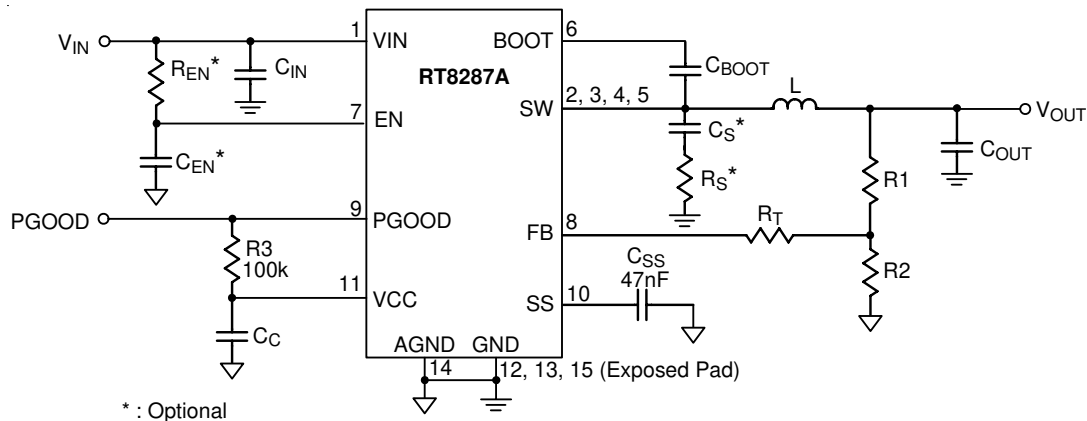 VIN
REN*
CIN
1
VIN
RT8287A
BOOT
6
CBOOT
7
EN
SW
2, 3, 4, 5
L
VOUT
CEN*
CS*
COUT
RS*
R1
PGOOD
9
PGOOD
FB
8
RT
R3
100k
CSS
47nF
R2
11
VCC
SS
10
CC
AGND
GND
14
12, 13, 15 (Exposed Pad)
* : Optional